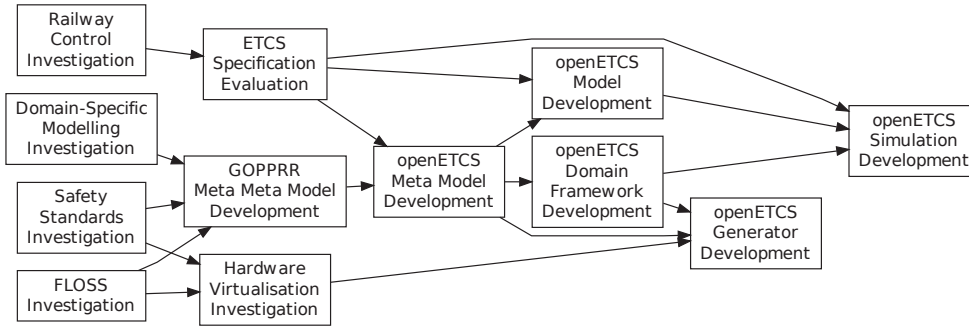 Railway
Control
Investigation
ETCS
Specification
Evaluation
openETCS
Model
Development
Domain-Specific
Modelling
Investigation
openETCS
Simulation
Development
GOPPRR
Meta Meta Model
Development
openETCS
Meta Model
Development
openETCS
Domain
Framework
Development
Safety
Standards
Investigation
openETCS
Generator
Development
FLOSS
Investigation
Hardware
Virtualisation
Investigation